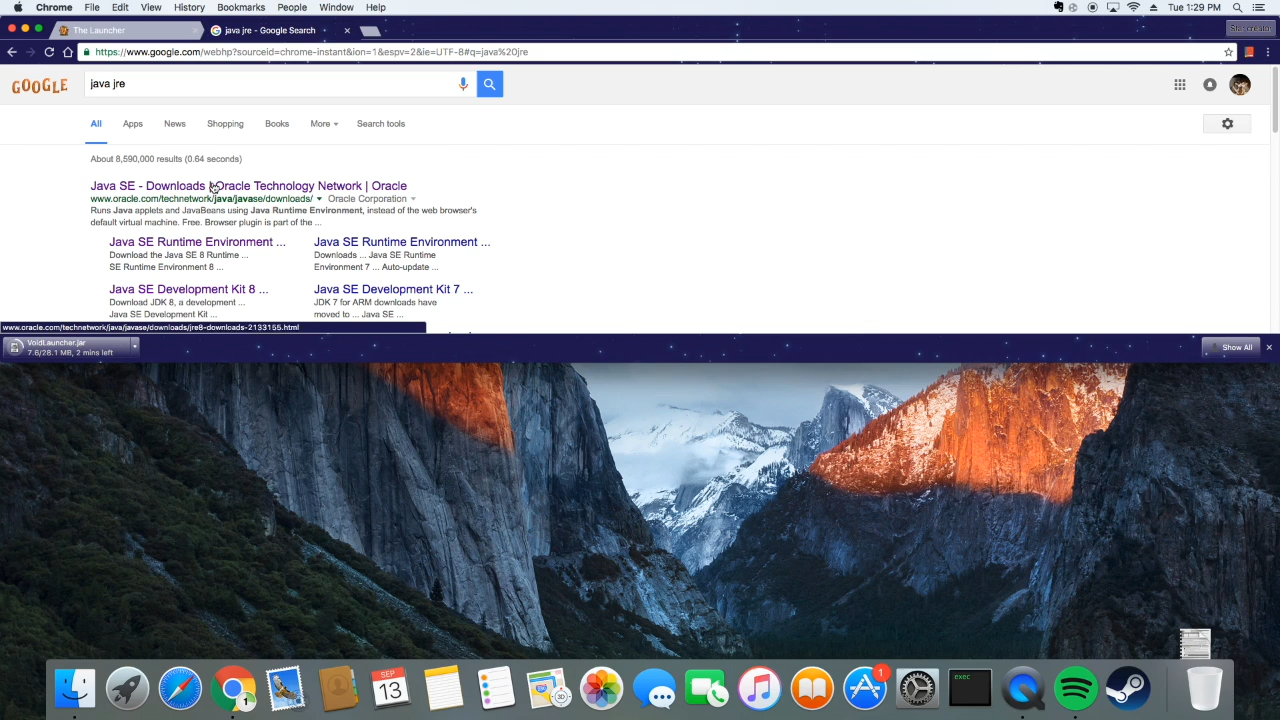 Chrome File Edit View History Bookmarks People Window Help Tue 1:29 PM
The Launcher java jre - Google Search Star creator
https://www.google.com/webhp?sourceid=chrome-instant&ion=1&espv=2&ie=UTF-8#q=java%20jre
GOOGLE java jre
All Apps News Shopping Books More Search tools
About 8,590,000 results (0.64 seconds)
Java SE - Downloads | Oracle Technology Network | Oracle
www.oracle.com/technetwork/java/javase/downloads/ Oracle Corporation
Runs Java applets and JavaBeans using Java Runtime Environment, instead of the web browser's
default virtual machine. Free. Browser plugin is part of the ...
Java SE Runtime Environment ... Java SE Runtime Environment ...
Download the Java SE 8 Runtime ... Downloads ... Java SE Runtime
SE Runtime Environment 8 ... Environment 7 ... Auto-update ...
Java SE Development Kit 8 ... Java SE Development Kit 7 ...
Download JDK 8, a development ... JDK 7 for ARM downloads have
Java SE Development Kit ... moved to ... Java SE ...
www.oracle.com/technetwork/java/javase/downloads/jre8-downloads-2133155.html
VoidLauncher.jar
7.6/28.1 MB, 2 mins left Show All
SEP
13
3D
1
1
exec